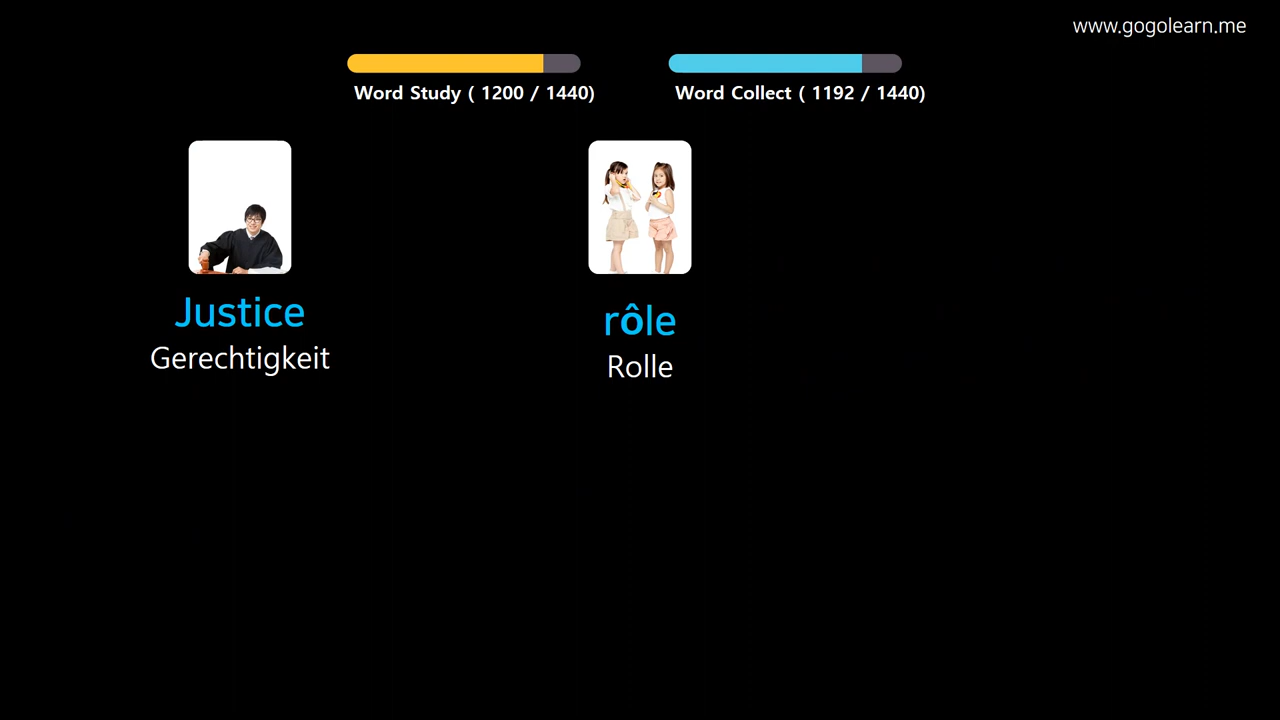 www.gogolearn.me
Word Study ( 1200 / 1440)
Word Collect ( 1192 / 1440)
Justice
Gerechtigkeit
rôle
Rolle